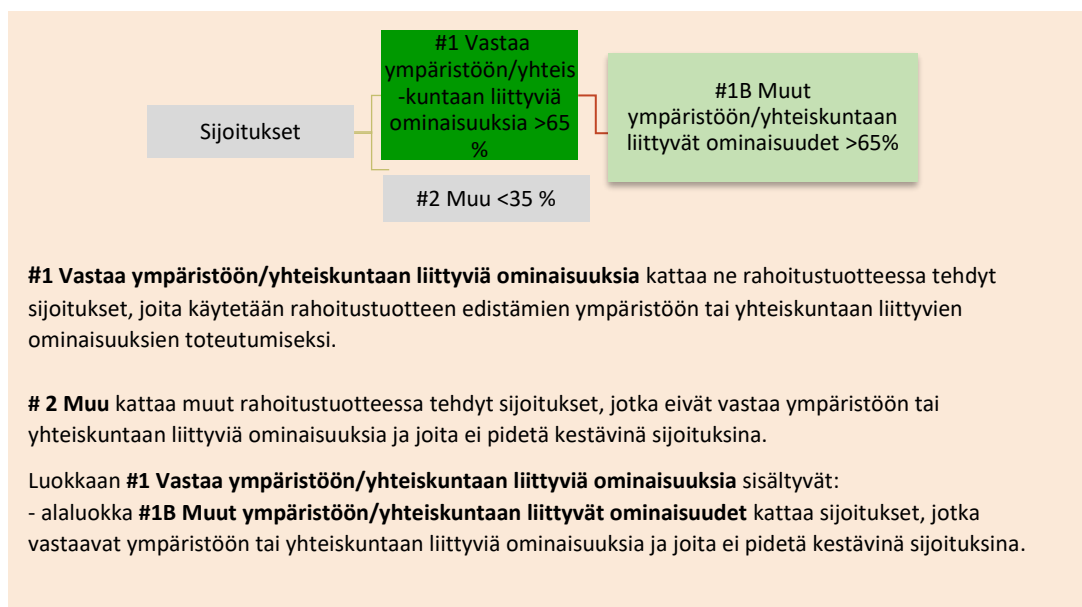 Sijoitukset
#1 Vastaa
ympäristöön/yhteis
-kuntaan liittyviä
ominaisuuksia >65
%
#1B Muut
ympäristöön/yhteiskuntaan
liittyvät ominaisuudet >65%
#2 Muu <35 %
#1 Vastaa ympäristöön/yhteiskuntaan liittyviä ominaisuuksia kattaa ne rahoitustuotteessa tehdyt
sijoitukset, joita käytetään rahoitustuotteen edistämien ympäristöön tai yhteiskuntaan liittyvien
ominaisuuksien toteutumiseksi.
# 2 Muu kattaa muut rahoitustuotteessa tehdyt sijoitukset, jotka eivät vastaa ympäristöön tai
yhteiskuntaan liittyviä ominaisuuksia ja joita ei pidetä kestävinä sijoituksina.
Luokkaan #1 Vastaa ympäristöön/yhteiskuntaan liittyviä ominaisuuksia sisältyvät:
- alaluokka #1B Muut ympäristöön/yhteiskuntaan liittyvät ominaisuudet kattaa sijoitukset, jotka
vastaavat ympäristöön tai yhteiskuntaan liittyviä ominaisuuksia ja joita ei pidetä kestävinä sijoituksina.